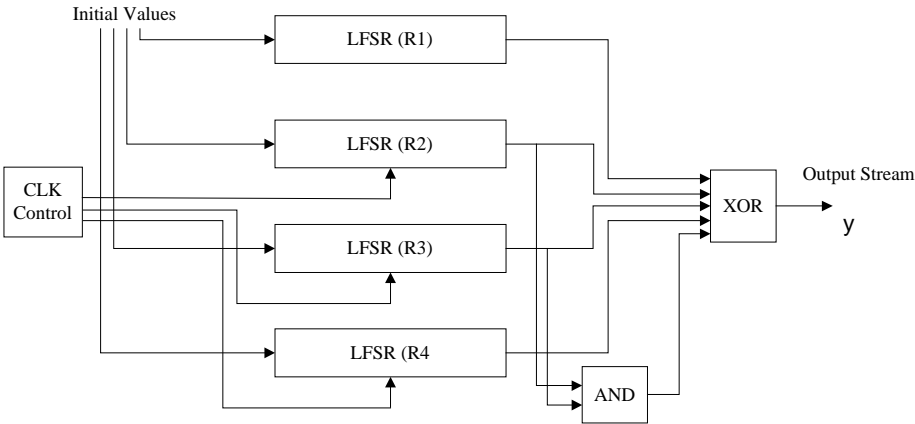 Initial Values
LFSR (R1)
LFSR (R2)
CLK
Control
Output Stream
XOR
y
LFSR (R3)
LFSR (R4
AND